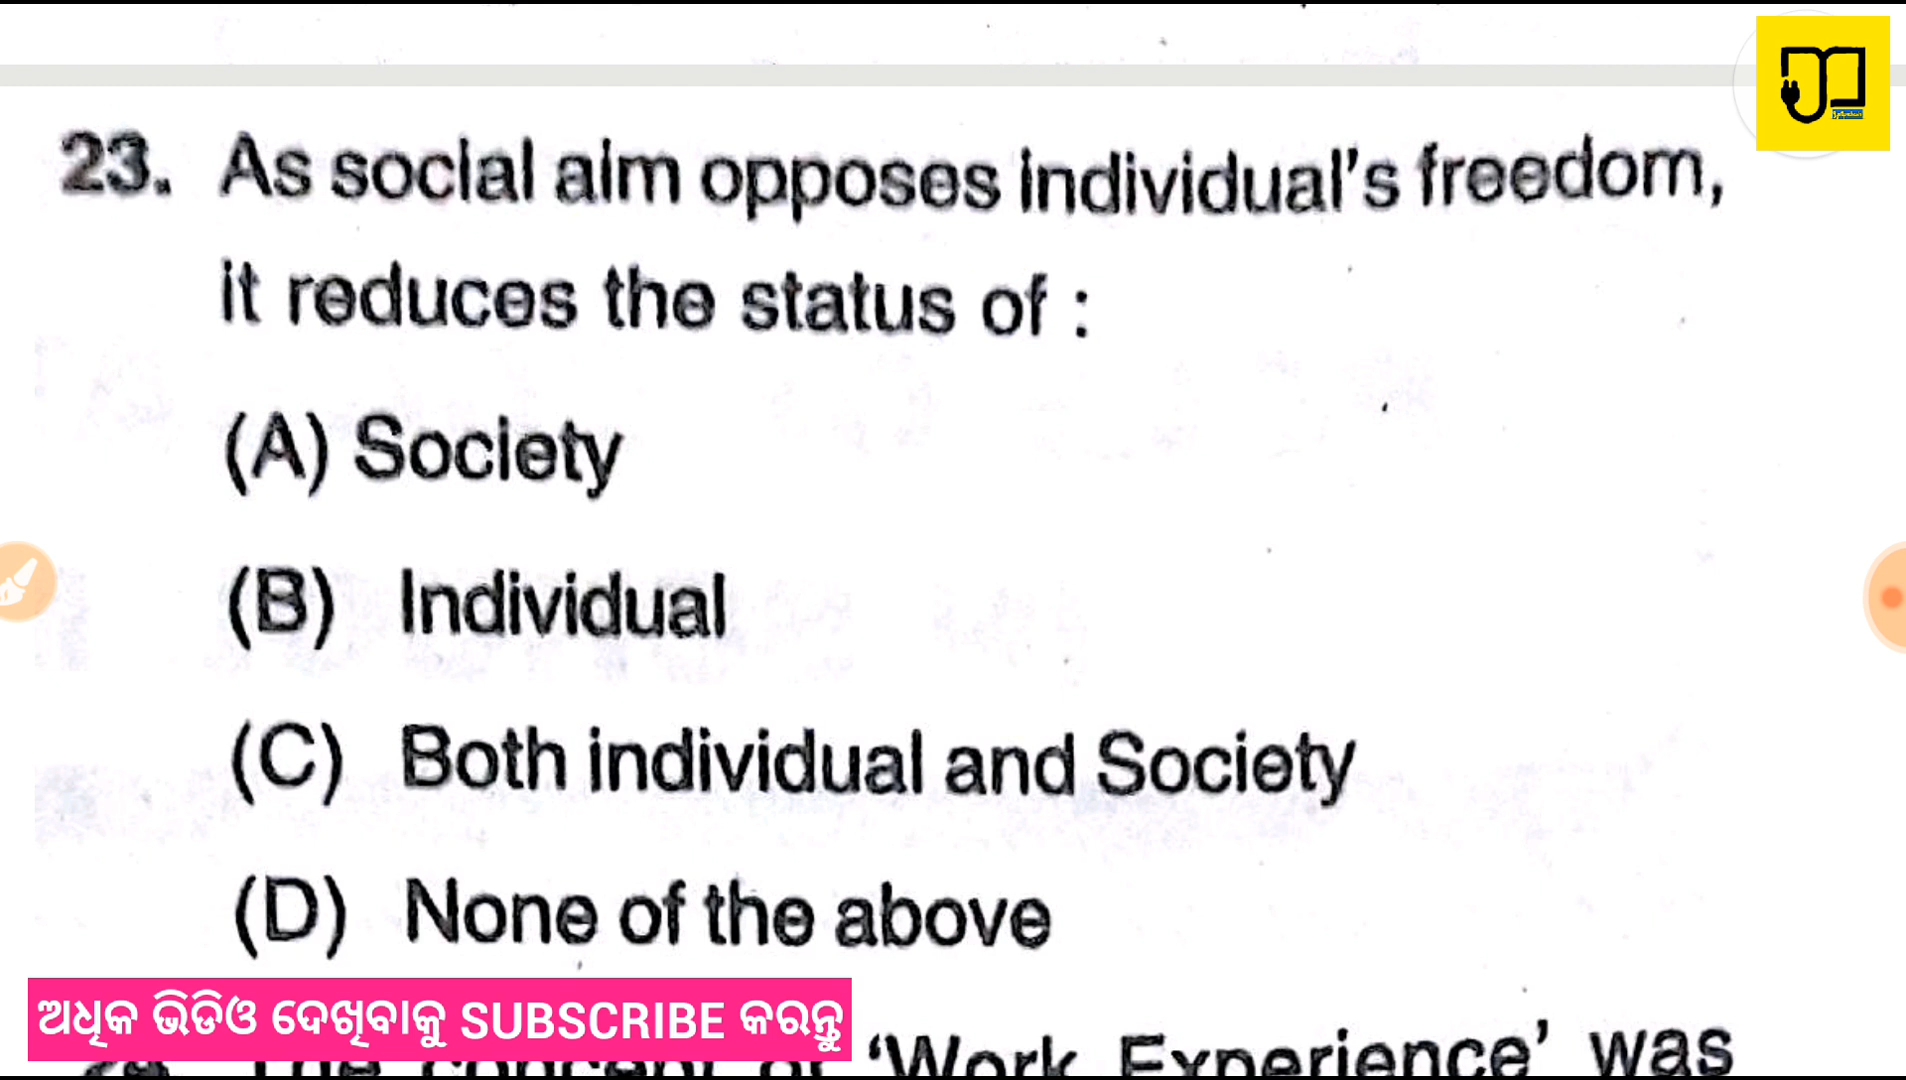 23. As social aim opposes individual's freedom,
it reduces the status of :
(A) Society
(B) Individual
(C) Both individual and Society
(D) None of the above
ଅଧିକ ଭିଡିଓ ଦେଖିବାକୁ SUBSCRIBE କରନ୍ତୁ
'Work Experience' was